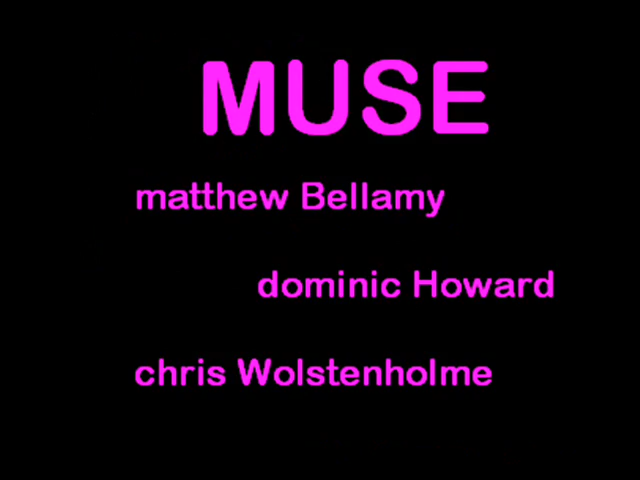 MUSE
matthew Bellamy
dominic Howard
chris Wolstenholme